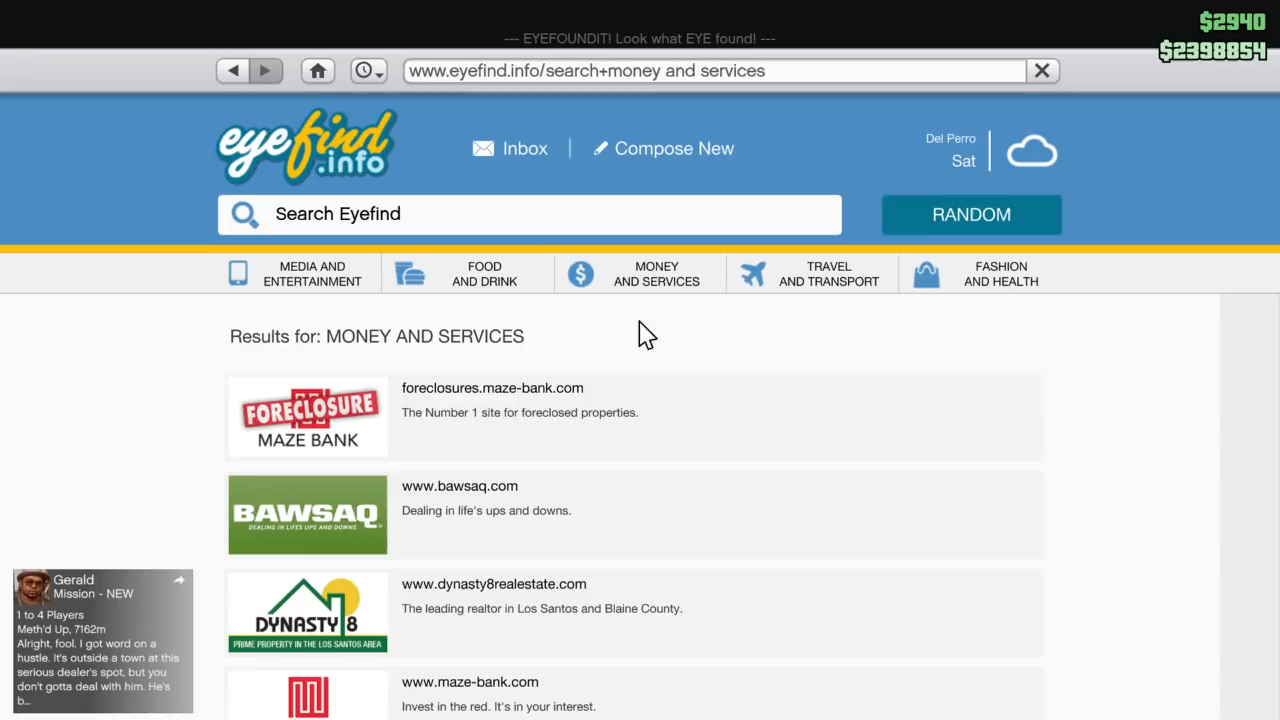 $2940
--- EYEFOUNDIT! Look what EYE found! ---
$2398854
www.eyefind.info/search+money and services
eyefind
.info
Inbox
Compose New
Del Perro
Sat
Search Eyefind
RANDOM
MEDIA AND
ENTERTAINMENT
FOOD
AND DRINK
MONEY
AND SERVICES
TRAVEL
AND TRANSPORT
FASHION
AND HEALTH
Results for: MONEY AND SERVICES
FORECLOSURE
MAZE BANK
foreclosures.maze-bank.com
The Number 1 site for foreclosed properties.
BAWSAQ
DEALING IN LIFES UPS AND DOWNS
www.bawsaq.com
Dealing in life's ups and downs.
DYNASTY 8
PRIME PROPERTY IN THE LOS SANTOS AREA
www.dynasty8realestate.com
The leading realtor in Los Santos and Blaine County.
www.maze-bank.com
Invest in the red. It's in your interest.
Gerald
Mission - NEW
1 to 4 Players
Meth'd Up, 7162m
Alright, fool. I got word on a
hustle. It's outside a town at this
serious dealer's spot, but you
don't gotta deal with him. He's
b...